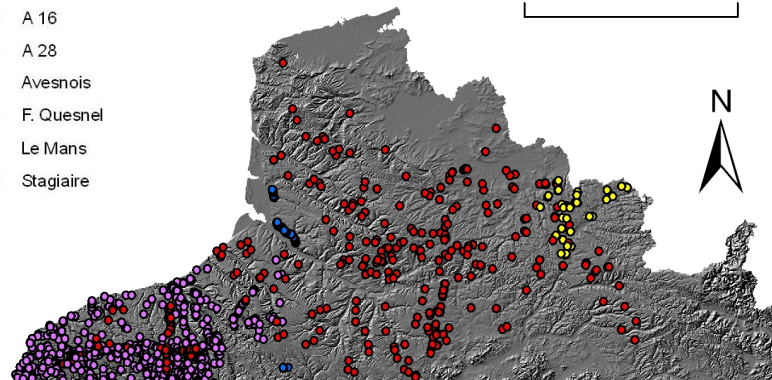 A 16
A 28
Avesnois
F. Quesnel
Le Mans
Stagiaire
N